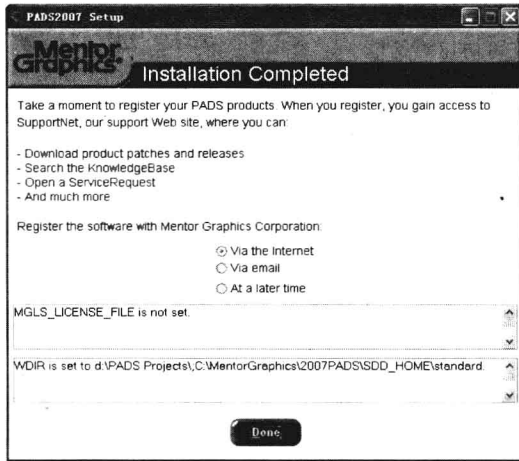 PADS2007 Setup
Mentor
Graphics
Installation Completed
Take a moment to register your PADS products. When you register, you gain access to
SupportNet, our support Web site, where you can:
- Download product patches and releases
- Search the KnowledgeBase
- Open a ServiceRequest
- And much more
Register the software with Mentor Graphics Corporation:
Via the Internet
Via email
At a later time
MGLS_LICENSE_FILE is not set.
WDIR is set to d:\PADS Projects\;C:\MentorGraphics\2007PADS\SDD_HOME\standard.
Done